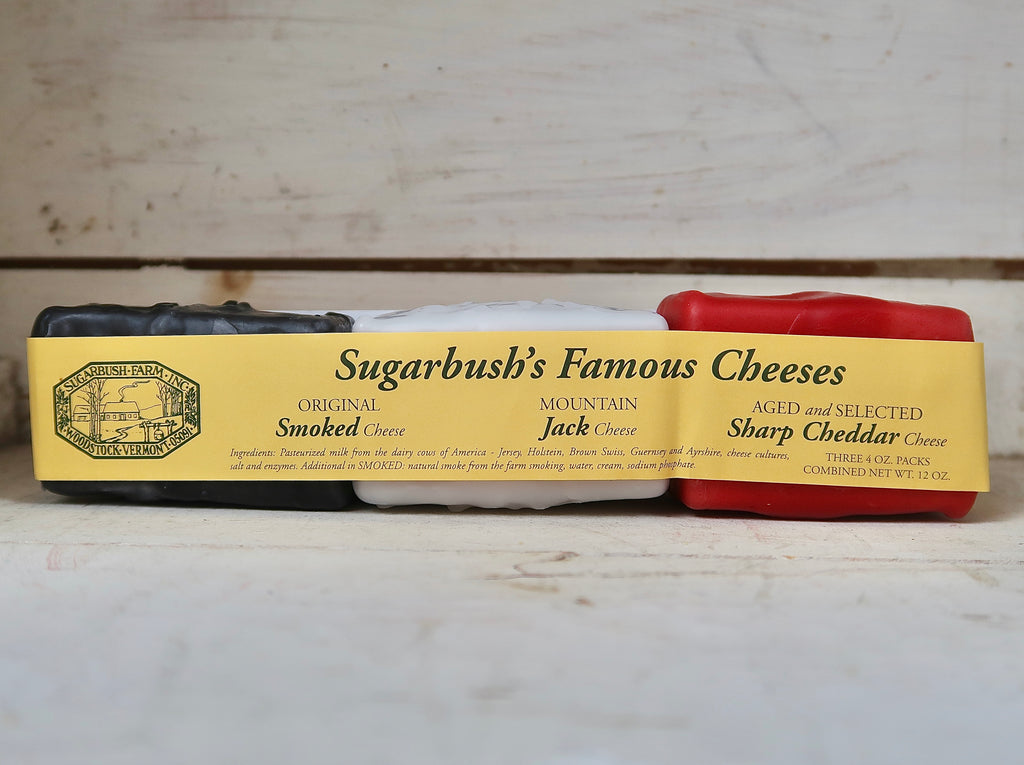 Sugarbush's Famous Cheeses
SUGARBUSH·FARM·INC.
WOODSTOCK·VERMONT·05091
ORIGINAL
Smoked Cheese
MOUNTAIN
Jack Cheese
AGED and SELECTED
Sharp Cheddar Cheese
Ingredients: Pasteurized milk from the dairy cows of America - Jersey, Holstein, Brown Swiss, Guernsey and Ayrshire, cheese cultures,
salt and enzymes. Additional in SMOKED: natural smoke from the farm smoking, water, cream, sodium phosphate.
THREE 4 OZ. PACKS
COMBINED NET WT. 12 OZ.